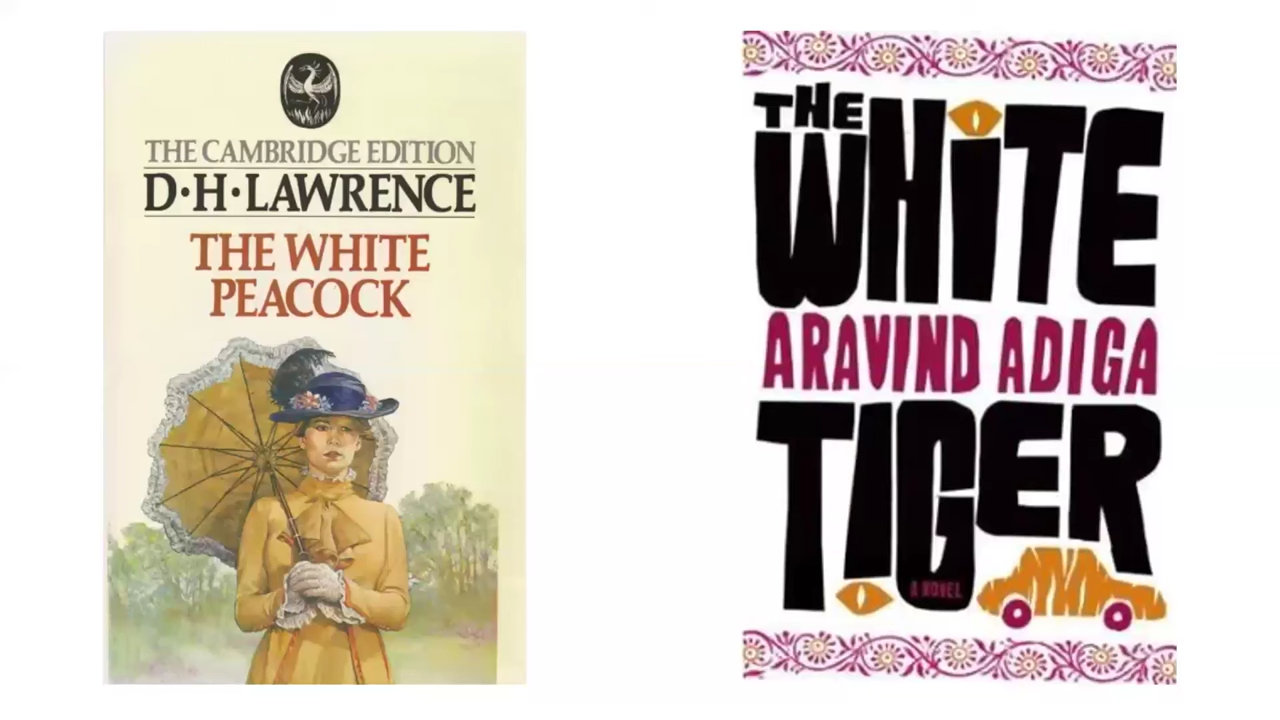 THE CAMBRIDGE EDITION
D·H·LAWRENCE
THE WHITE
PEACOCK
THE
WHiTE
ARAVIND ADIGA
TIGER
A NOVEL